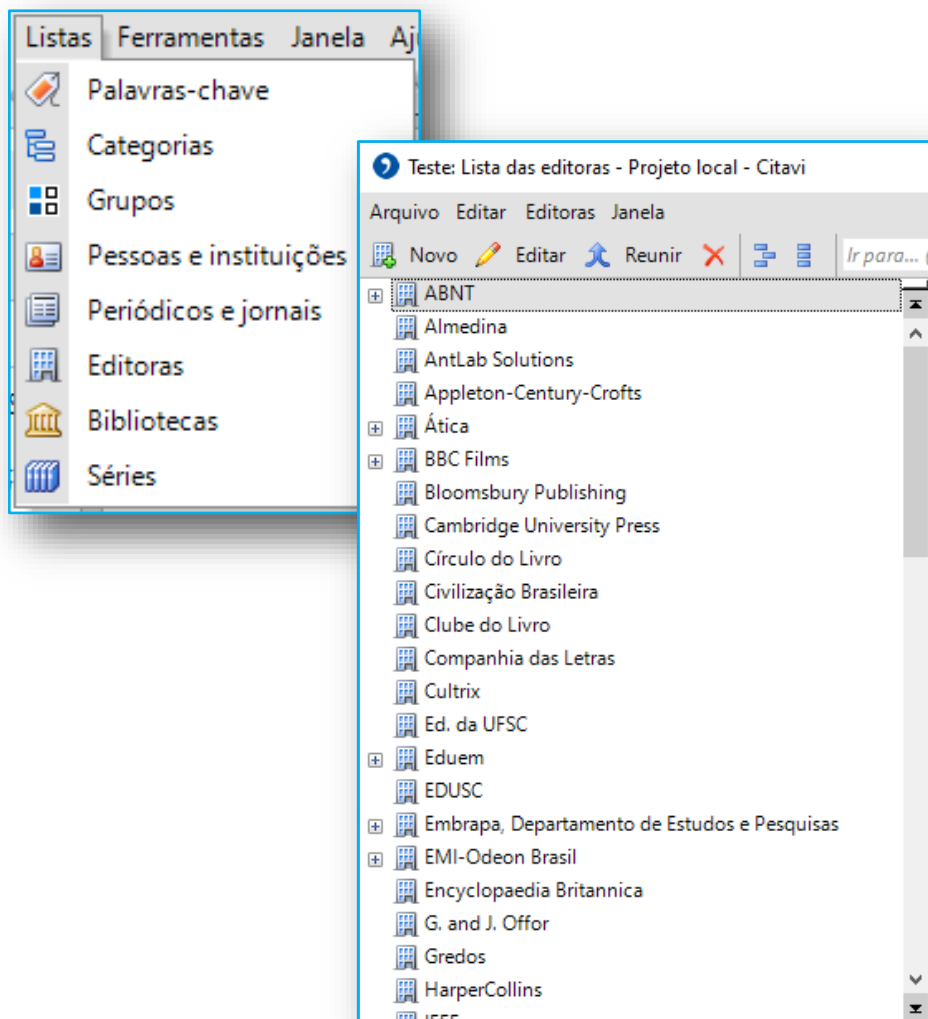 Listas Ferramentas Janela
Palavras-chave
Categorias
Grupos
Pessoas e instituições
Periódicos e jornais
Editoras
Bibliotecas
Séries
Teste: Lista das editoras - Projeto local - Citavi
Arquivo Editar Editoras Janela
Novo Editar Reunir Ir para... (
ABNT
Almedina
AntLab Solutions
Appleton-Century-Crofts
Ática
BBC Films
Bloomsbury Publishing
Cambridge University Press
Círculo do Livro
Civilização Brasileira
Clube do Livro
Companhia das Letras
Cultrix
Ed. da UFSC
Eduem
EDUSC
Embrapa, Departamento de Estudos e Pesquisas
EMI-Odeon Brasil
Encyclopaedia Britannica
G. and J. Offor
Gredos
HarperCollins